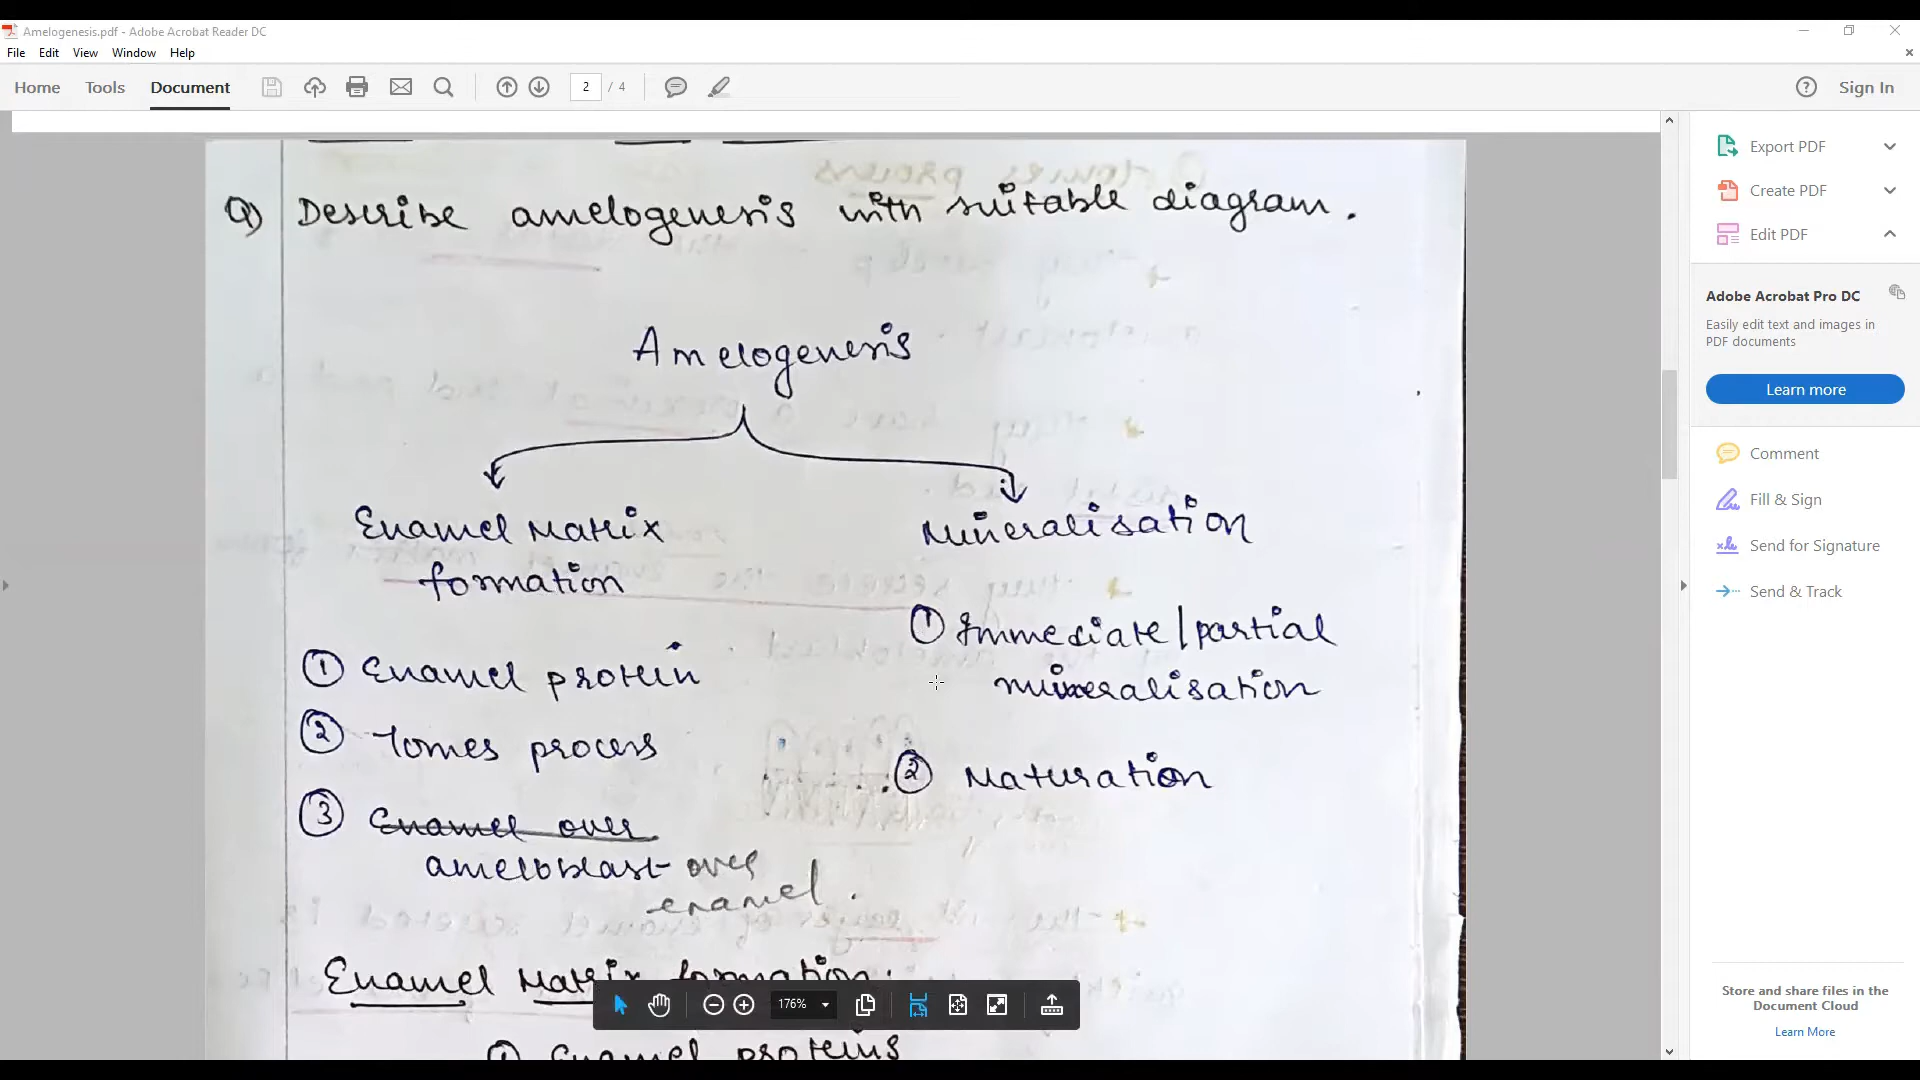 Amelogenesis.pdf - Adobe Acrobat Reader DC
File Edit View Window Help
Home Tools Document 2 / 4 Sign In
Q) Describe amelogenesis with suitable diagram.
Amelogenesis
Enamel Matrix
formation
① Enamel protein
② tomes process
③ Enamel over
ameloblast over
enamel.
Mineralisation
① Immediate/partial
mineralisation
② Maturation
Enamel Matrix formation:
① Enamel proteins
176%
Export PDF
Create PDF
Edit PDF
Adobe Acrobat Pro DC
Easily edit text and images in
PDF documents
Learn more
Comment
Fill & Sign
Send for Signature
Send & Track
Store and share files in the
Document Cloud
Learn More